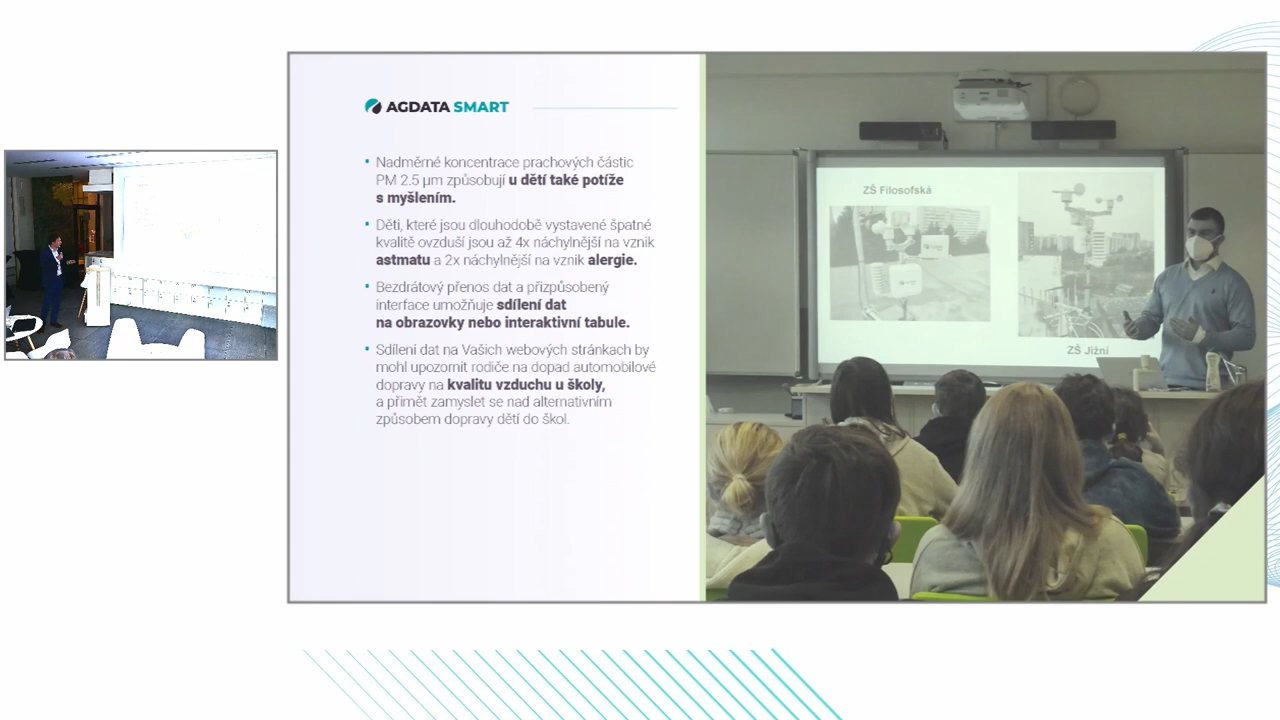 AGDATA SMART
• Nadměrné koncentrace prachových částic
PM 2.5 µm způsobují u dětí také potíže
s myšlením.
• Děti, které jsou dlouhodobě vystavené špatné
kvalitě ovzduší jsou až 4x náchylnější na vznik
astmatu a 2x náchylnější na vznik alergie.
• Bezdrátový přenos dat a přizpůsobený
interface umožňuje sdílení dat
na obrazovky nebo interaktivní tabule.
• Sdílení dat na Vašich webových stránkách by
mohl upozornit rodiče na dopad automobilové
dopravy na kvalitu vzduchu u školy,
a přimět zamyslet se nad alternativním
způsobem dopravy dětí do škol.
ZŠ Filosofská
ZŠ Jižní